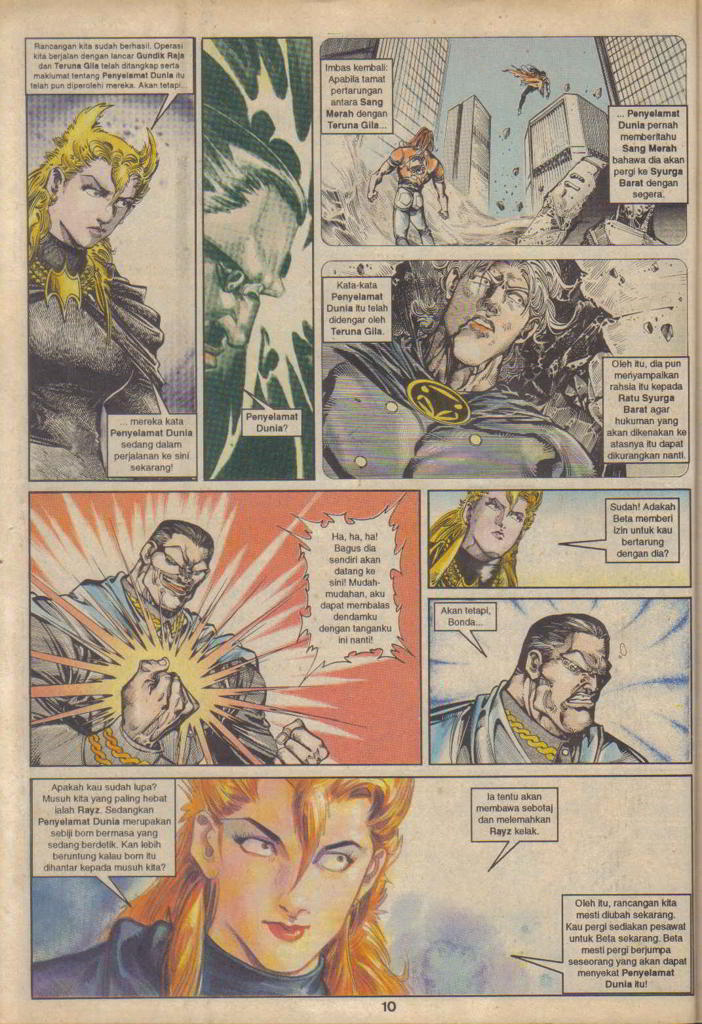 Rancangan kita sudah berhasil. Operasi
kita berjalan dengan lancar Gundik Raja
dan Teruna Gila telah ditangkap serta
maklumat tentang Penyelamat Dunia itu
telah pun diperolehi mereka. Akan tetapi...
... mereka kata
Penyelamat Dunia
sedang dalam
perjalanan ke sini
sekarang!
Penyelamat
Dunia?
Imbas kembali:
Apabila tamat
pertarungan
antara Sang
Merah dengan
Teruna Gila...
... Penyelamat
Dunia pernah
memberitahu
Sang Merah
bahawa dia akan
pergi ke Syurga
Barat dengan
segera.
Kata-kata
Penyelamat
Dunia itu telah
didengar oleh
Teruna Gila.
Oleh itu, dia pun
menyampaikan
rahsia itu kepada
Ratu Syurga
Barat agar
hukuman yang
akan dikenakan ke
atasnya itu dapat
dikurangkan nanti.
Ha, ha, ha!
Bagus dia
sendiri akan
datang ke
sini! Mudah-
mudahan, aku
dapat membalas
dendamku
dengan tanganku
ini nanti!
Sudah! Adakah
Beta memberi
izin untuk kau
bertarung
dengan dia?
Akan tetapi,
Bonda...
Apakah kau sudah lupa?
Musuh kita yang paling hebat
ialah Rayz. Sedangkan
Penyelamat Dunia merupakan
sebiji bom bermasa yang
sedang berdetik. Kan lebih
beruntung kalau bom itu
dihantar kepada musuh kita?
Ia tentu akan
membawa sebotaj
dan melemahkan
Rayz kelak.
Oleh itu, rancangan kita
mesti diubah sekarang.
Kau pergi sediakan pesawat
untuk Beta sekarang. Beta
mesti pergi berjumpa
seseorang yang akan dapat
menyekat Penyelamat
Dunia itu!
10